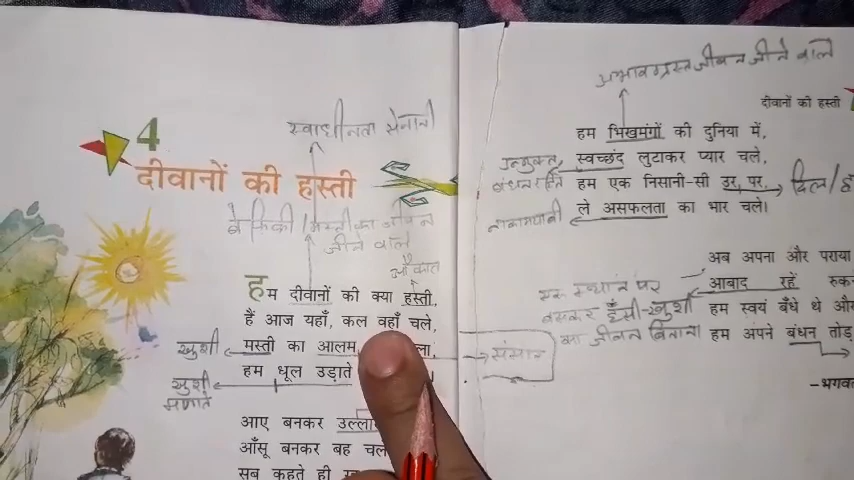 4
स्वाधीनता सेनानी
दीवानों की हस्ती
बेफिक्री / मस्ती का जीवन
जीने वाले
औकात
हम दीवानों की क्या हस्ती,
हैं आज यहाँ, कल वहाँ चले,
खुशी
मस्ती का आलम
संसार
हम धूल उड़ाते
खुशी
मनाते
आए बनकर
आँसू बनकर बह चले
सब कहते ही
अभावग्रस्त जीवन जीने वाले
दीवानों की हस्ती
हम भिखमंगों की दुनिया में,
उन्मुक्त,
बंधन रहित
स्वच्छंद लुटाकर प्यार चले,
हम एक निसानी-सी उर पर,
दिल /
नाकामयाबी
ले असफलता का भार चले।
अब अपना और पराया
एक स्थान पर
आबाद रहें
बसकर हँसी-खुशी
हम स्वयं बँधे थे और
का जीवन बिताना
हम अपने बंधन तोड़